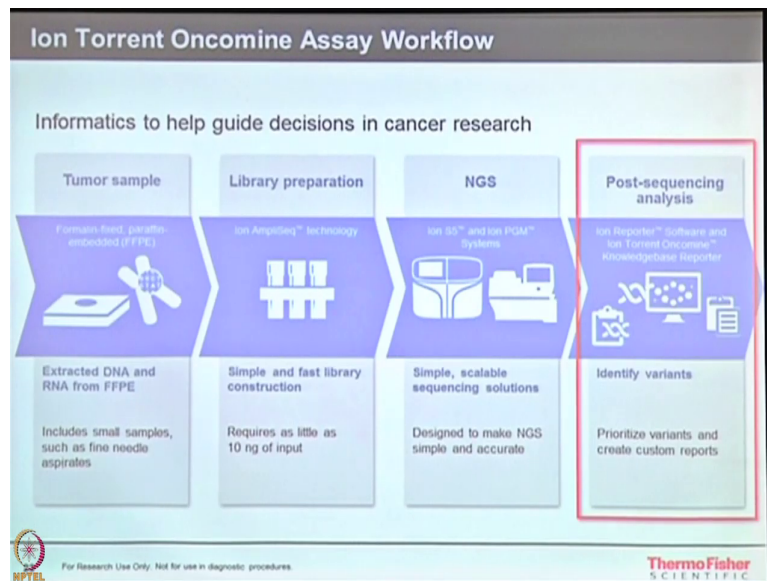 Ion Torrent Oncomine Assay Workflow
Informatics to help guide decisions in cancer research
Tumor sample
Formalin-fixed, paraffin-
embedded (FFPE)
Extracted DNA and
RNA from FFPE
Includes small samples,
such as fine needle
aspirates
Library preparation
Ion AmpliSeq™ technology
Simple and fast library
construction
Requires as little as
10 ng of input
NGS
Ion S5™ and Ion PGM™
Systems
Simple, scalable
sequencing solutions
Designed to make NGS
simple and accurate
Post-sequencing
analysis
Ion Reporter™ Software and
Ion Torrent Oncomine™
Knowledgebase Reporter
Identify variants
Prioritize variants and
create custom reports
NPTEL
For Research Use Only. Not for use in diagnostic procedures.
ThermoFisher
SCIENTIFIC